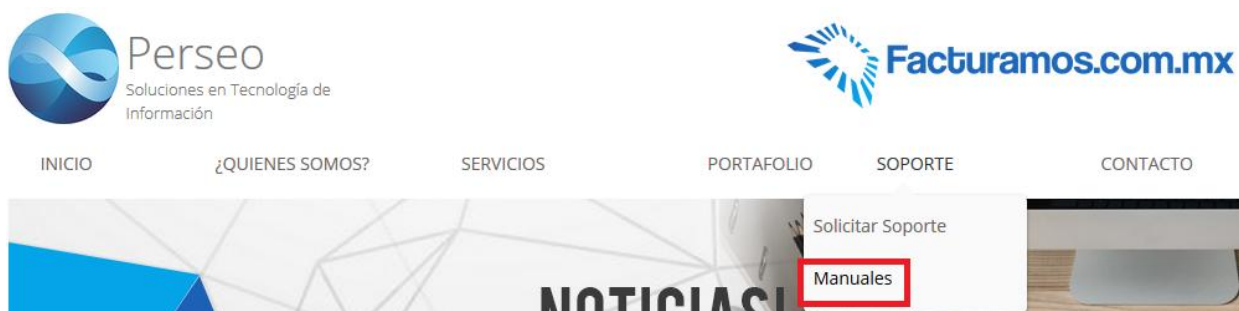 Perseo
Soluciones en Tecnología de
Información
Facturamos.com.mx
INICIO
¿QUIENES SOMOS?
SERVICIOS
PORTAFOLIO
SOPORTE
CONTACTO
Solicitar Soporte
Manuales
NOTICIAS!